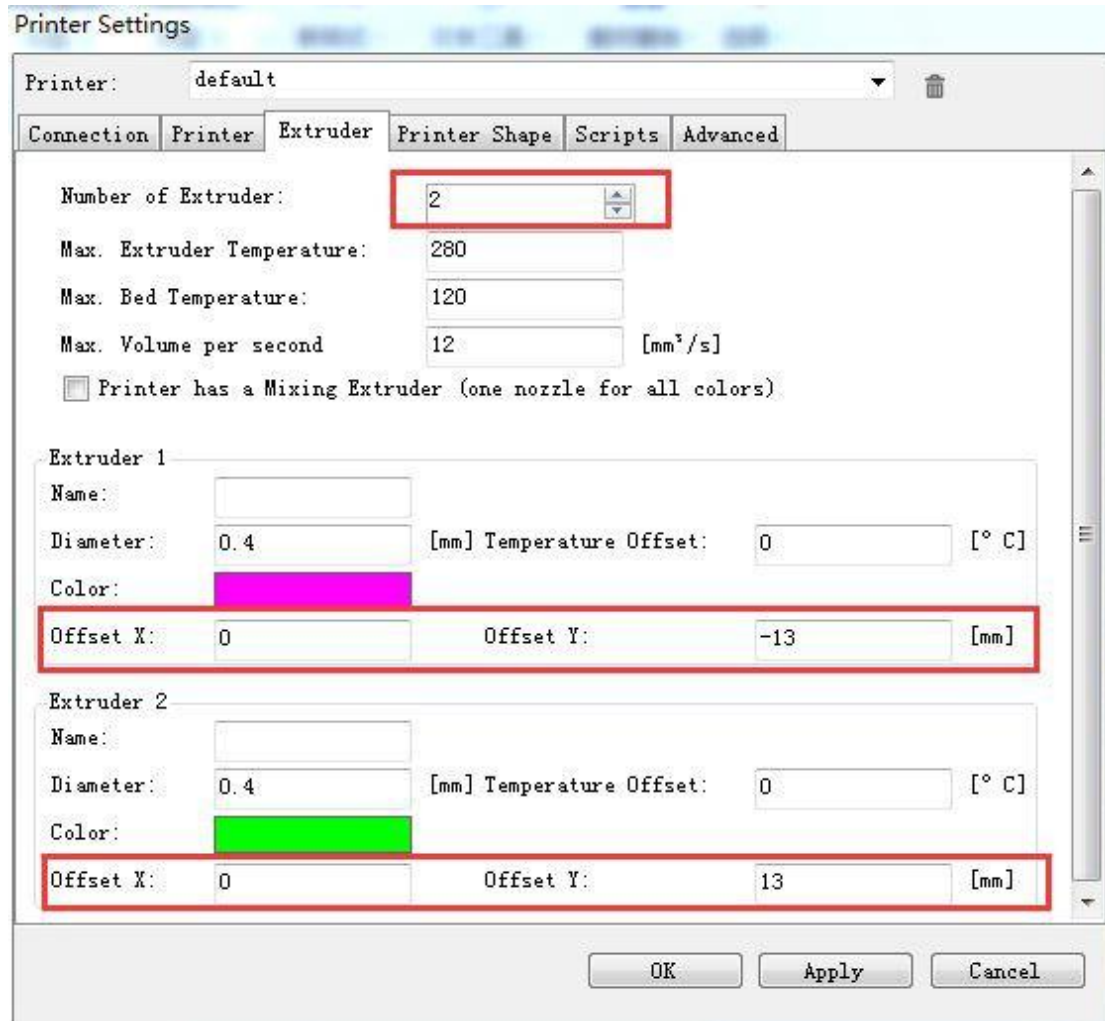 Printer Settings
Printer: default
Connection Printer Extruder Printer Shape Scripts Advanced
Number of Extruder: 2
Max. Extruder Temperature: 280
Max. Bed Temperature: 120
Max. Volume per second 12 [mm³/s]
Printer has a Mixing Extruder (one nozzle for all colors)
Extruder 1
Name:
Diameter: 0.4 [mm] Temperature Offset: 0 [° C]
Color:
Offset X: 0 Offset Y: -13 [mm]
Extruder 2
Name:
Diameter: 0.4 [mm] Temperature Offset: 0 [° C]
Color:
Offset X: 0 Offset Y: 13 [mm]
OK Apply Cancel